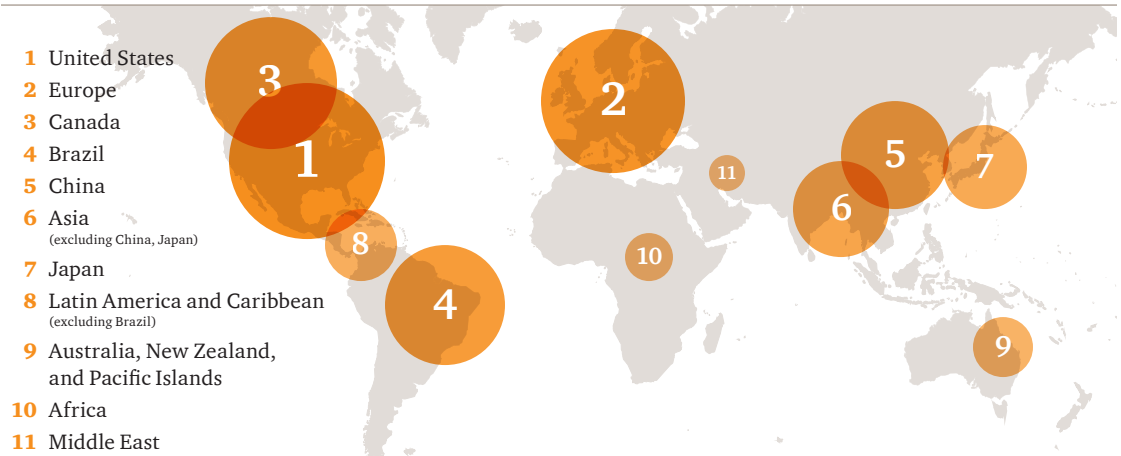 1 United States
2 Europe
3 Canada
4 Brazil
5 China
6 Asia
(excluding China, Japan)
7 Japan
8 Latin America and Caribbean
(excluding Brazil)
9 Australia, New Zealand,
and Pacific Islands
10 Africa
11 Middle East
3
1
8
4
2
11
10
5
6
7
9